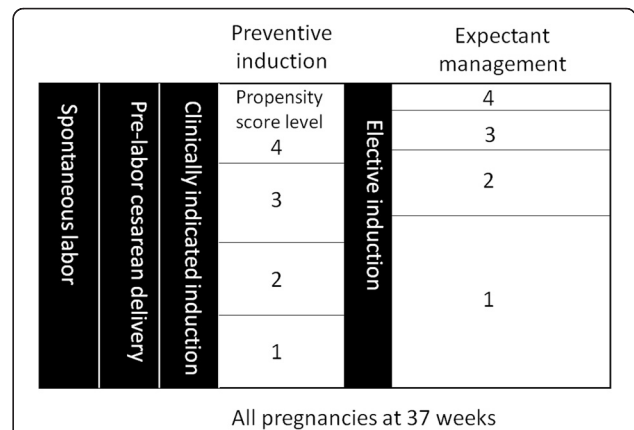 Preventive
induction
Expectant
management
Spontaneous labor
Pre-labor cesarean delivery
Clinically indicated induction
Propensity
score level
4
3
2
1
Elective induction
4
3
2
1
All pregnancies at 37 weeks